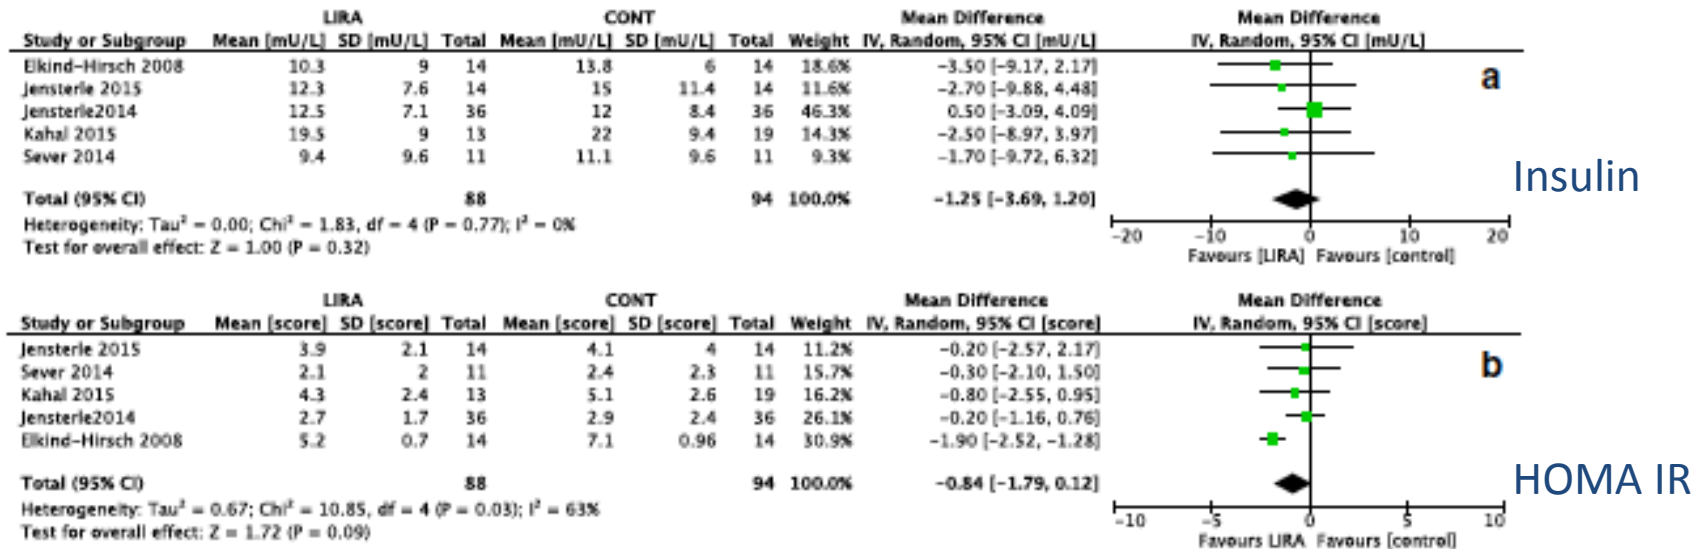 LIRA CONT Mean Difference Mean Difference
Study or Subgroup Mean [mU/L] SD [mU/L] Total Mean [mU/L] SD [mU/L] Total Weight IV, Random, 95% CI [mU/L] IV, Random, 95% CI [mU/L]
Elkind-Hirsch 2008 10.3 9 14 13.8 6 14 18.6% -3.50 [-9.17, 2.17]
Jensterle 2015 12.3 7.6 14 15 11.4 14 11.6% -2.70 [-9.88, 4.48] a
Jensterle2014 12.5 7.1 36 12 8.4 36 46.3% 0.50 [-3.09, 4.09]
Kahal 2015 19.5 9 13 22 9.4 19 14.3% -2.50 [-8.97, 3.97]
Sever 2014 9.4 9.6 11 11.1 9.6 11 9.3% -1.70 [-9.72, 6.32]
Insulin
Total (95% CI) 88 94 100.0% -1.25 [-3.69, 1.20]
Heterogeneity: Tau² = 0.00; Chi² = 1.83, df = 4 (P = 0.77); I² = 0%
-20 -10 0 10 20
Test for overall effect: Z = 1.00 (P = 0.32)
Favours [LIRA] Favours [control]
LIRA CONT Mean Difference Mean Difference
Study or Subgroup Mean [score] SD [score] Total Mean [score] SD [score] Total Weight IV, Random, 95% CI [score] IV, Random, 95% CI [score]
Jensterle 2015 3.9 2.1 14 4.1 4 14 11.2% -0.20 [-2.57, 2.17]
Sever 2014 2.1 2 11 2.4 2.3 11 15.7% -0.30 [-2.10, 1.50] b
Kahal 2015 4.3 2.4 13 5.1 2.6 19 16.2% -0.80 [-2.55, 0.95]
Jensterle2014 2.7 1.7 36 2.9 2.4 36 26.1% -0.20 [-1.16, 0.76]
Elkind-Hirsch 2008 5.2 0.7 14 7.1 0.96 14 30.9% -1.90 [-2.52, -1.28]
Total (95% CI) 88 94 100.0% -0.84 [-1.79, 0.12] HOMA IR
Heterogeneity: Tau² = 0.67; Chi² = 10.85, df = 4 (P = 0.03); I² = 63%
-10 -5 0 5 10
Test for overall effect: Z = 1.72 (P = 0.09)
Favours LIRA Favours [control]